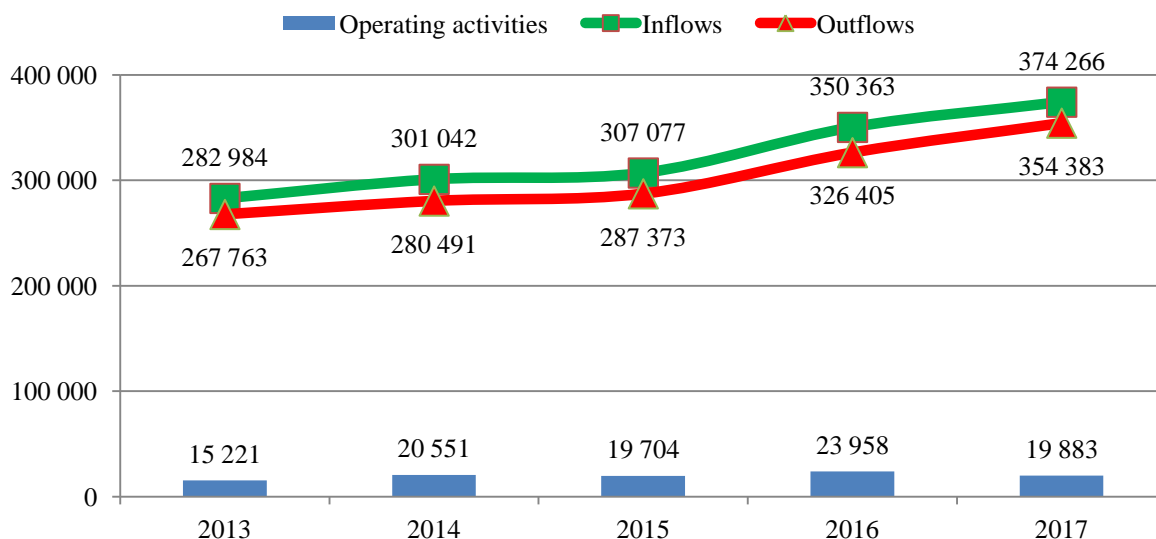 Operating activities Inflows Outflows
400 000
300 000
200 000
100 000
0
282 984 301 042 307 077 350 363 374 266
267 763 280 491 287 373 326 405 354 383
15 221 20 551 19 704 23 958 19 883
2013 2014 2015 2016 2017